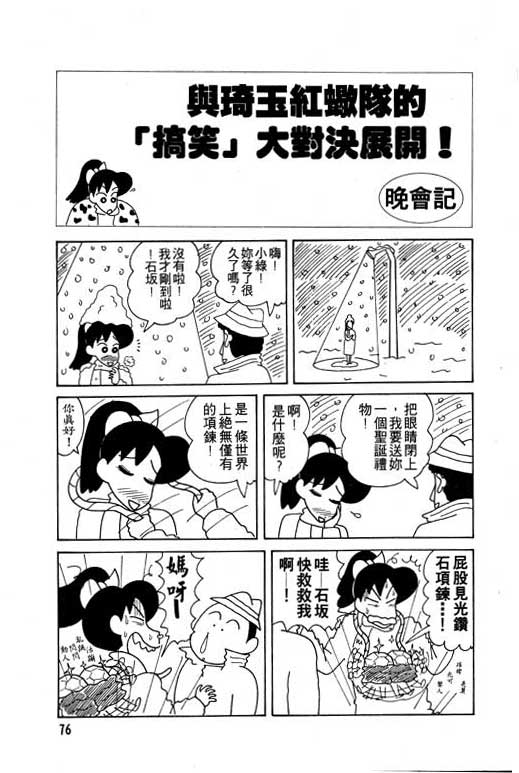 與琦玉紅蠍隊的
「搞笑」大對決展開！
晚會記
嗨！
小綠！
妳等了很
久了嗎？
沒有啦！
我才剛到啦
！石坂！
把眼睛閉上
，我要送妳
一個聖誕禮
物！
啊！
是什麼呢？
是一條世界
上絕無僅有
的項鍊！
你真好！
屁股見光鑽
石項鍊…！
哇─石坂
快救救我
啊─！
媽呀─
76